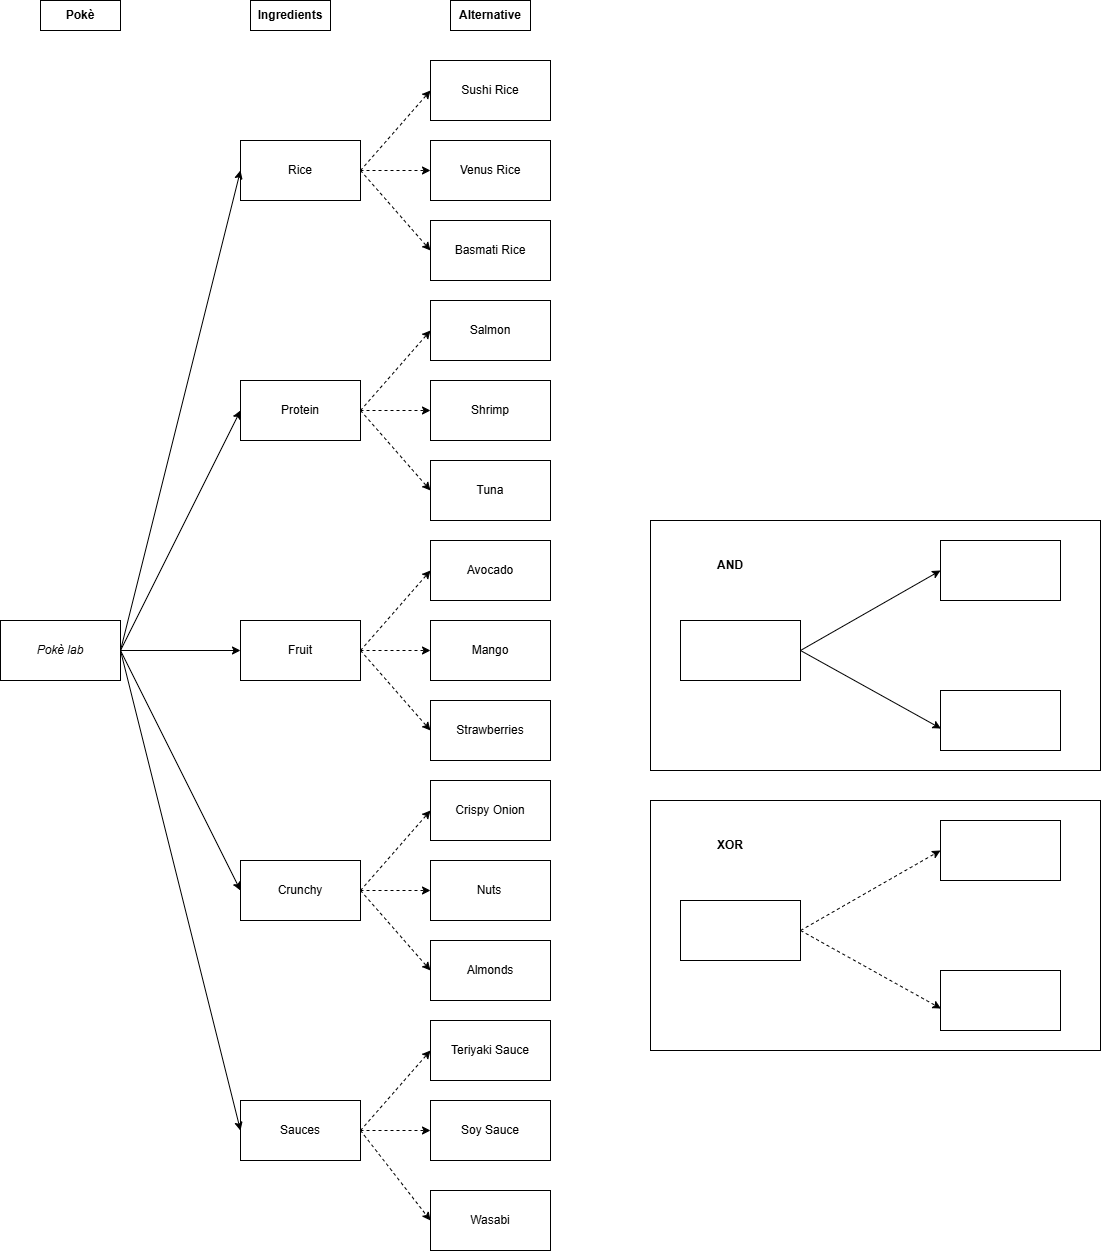 Pokè
Ingredients
Alternative
Sushi Rice
Rice
Venus Rice
Basmati Rice
Salmon
Protein
Shrimp
Tuna
Avocado
Pokè lab
Fruit
Mango
Strawberries
Crispy Onion
Crunchy
Nuts
Almonds
Teriyaki Sauce
Sauces
Soy Sauce
Wasabi
AND
XOR